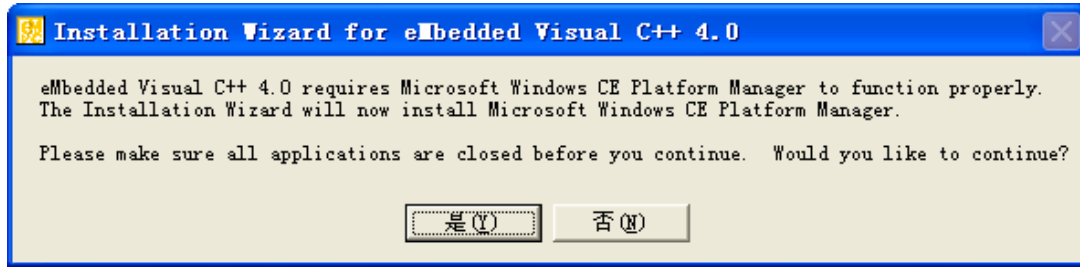 Installation Wizard for eMbedded Visual C++ 4.0
eMbedded Visual C++ 4.0 requires Microsoft Windows CE Platform Manager to function properly.
The Installation Wizard will now install Microsoft Windows CE Platform Manager.
Please make sure all applications are closed before you continue.  Would you like to continue?
是(Y) 否(N)